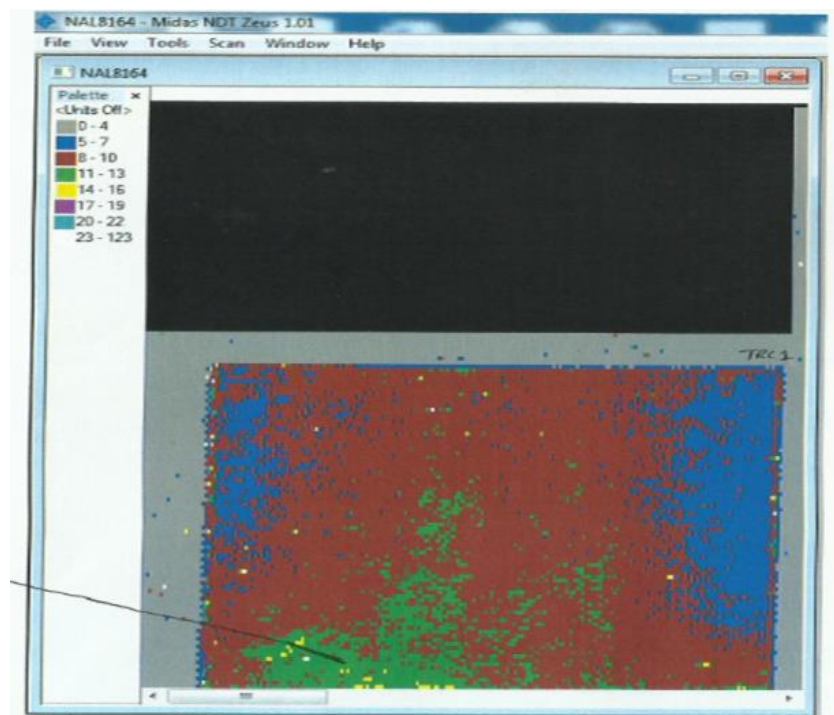 NAL8164 - Midas NDT Zeus 1.01
File View Tools Scan Window Help
NAL8164
Palette x
<Units Off>
0 - 4
5 - 7
8 - 10
11 - 13
14 - 16
17 - 19
20 - 22
23 - 123
TRC 1